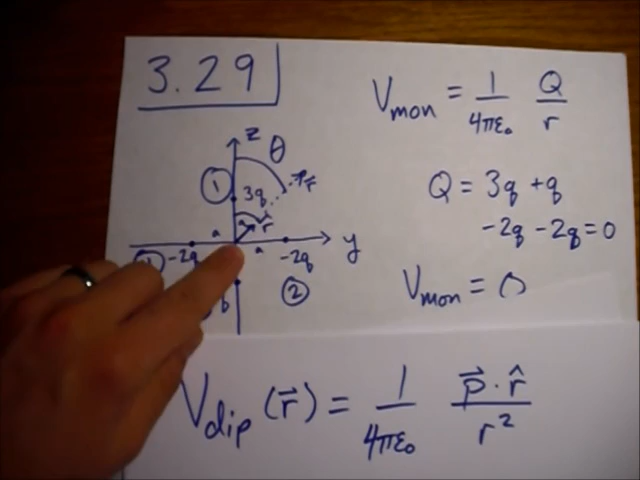 3.29
V_mon = 1/4πε₀ Q/r
z
θ
① 3q r⃗
a r̂
a a y
-2q -2q
②
b
Q = 3q + q
-2q -2q = 0
V_mon = 0
V_dip (r⃗) = 1/4πε₀ p⃗·r̂/r²